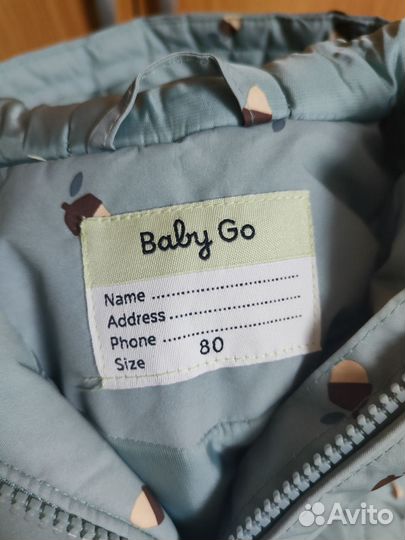 Baby Go
Name ........................
Address ....................
Phone ......................
Size 80
Avito